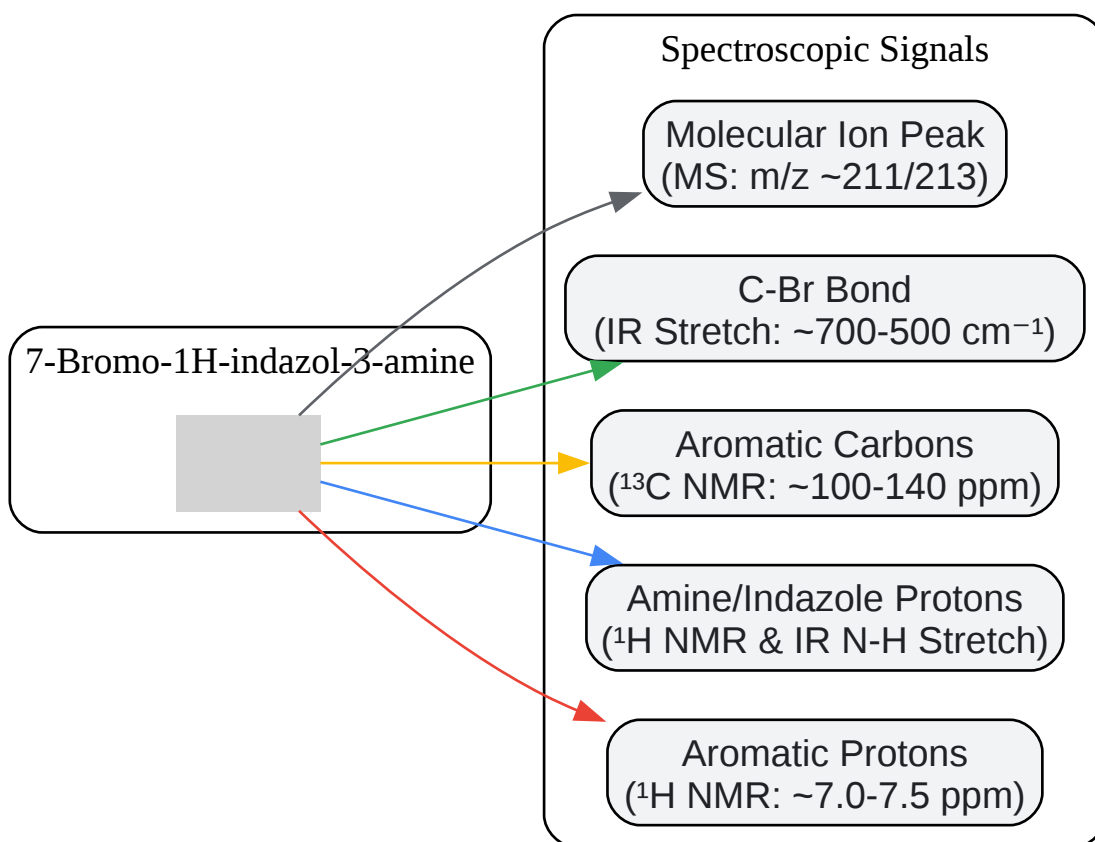 Spectroscopic Signals
Molecular Ion Peak
(MS: m/z ~211/213)
C-Br Bond
(IR Stretch: ~700-500 cm⁻¹)
7-Bromo-1H-indazol-3-amine
Aromatic Carbons
(¹³C NMR: ~100-140 ppm)
Amine/Indazole Protons
(¹H NMR & IR N-H Stretch)
Aromatic Protons
(¹H NMR: ~7.0-7.5 ppm)